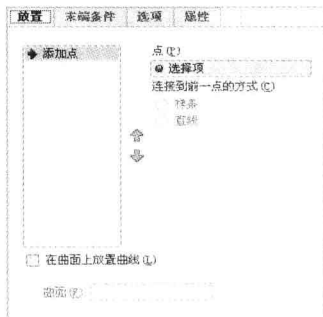 放置 末端条件 选项 属性
添加点
点(P)
选择项
连接到前一点的方式(C)
样条
直线
在曲面上放置曲线(L)
曲面(F)